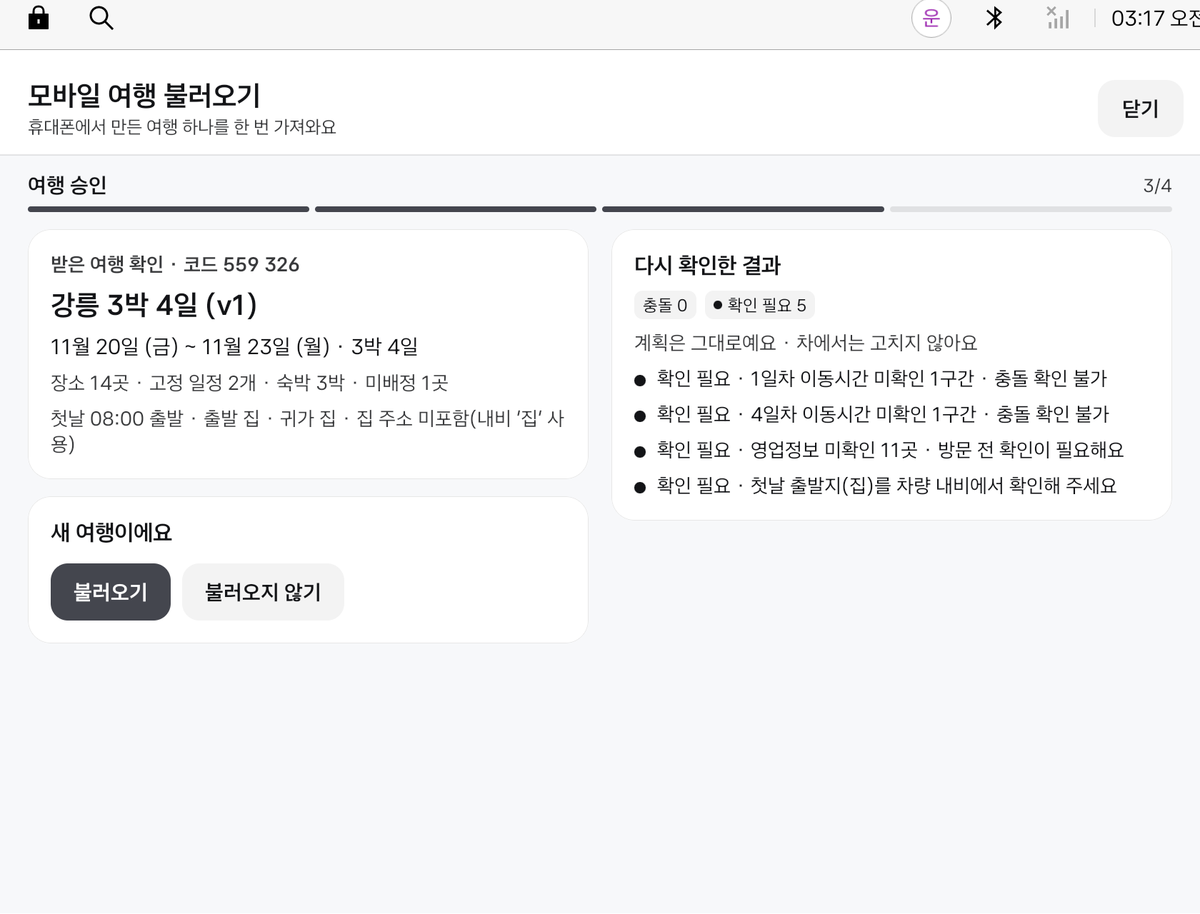 운
03:17 오전
모바일 여행 불러오기
휴대폰에서 만든 여행 하나를 한 번 가져와요
닫기
여행 승인
3/4
받은 여행 확인 · 코드 559 326
강릉 3박 4일 (v1)
11월 20일 (금) ~ 11월 23일 (월) · 3박 4일
장소 14곳 · 고정 일정 2개 · 숙박 3박 · 미배정 1곳
첫날 08:00 출발 · 출발 집 · 귀가 집 · 집 주소 미포함(내비 ‘집’ 사
용)
새 여행이에요
불러오기
불러오지 않기
다시 확인한 결과
충돌 0
확인 필요 5
계획은 그대로예요 · 차에서는 고치지 않아요
확인 필요 · 1일차 이동시간 미확인 1구간 · 충돌 확인 불가
확인 필요 · 4일차 이동시간 미확인 1구간 · 충돌 확인 불가
확인 필요 · 영업정보 미확인 11곳 · 방문 전 확인이 필요해요
확인 필요 · 첫날 출발지(집)를 차량 내비에서 확인해 주세요